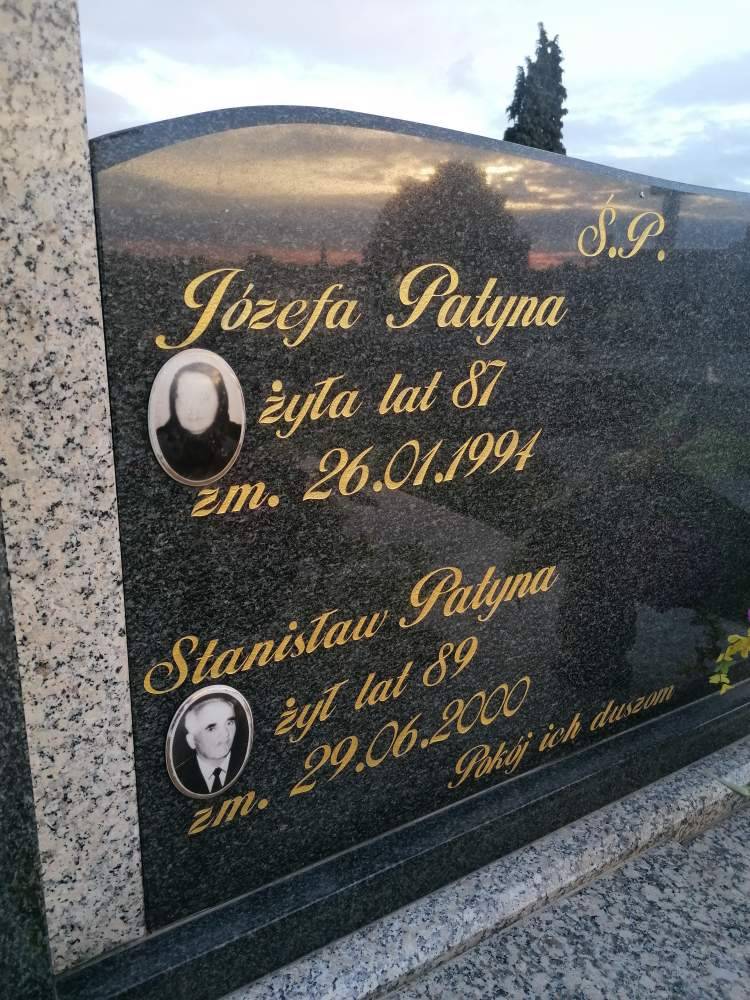 Ś.P.
Józefa Patyna
żyła lat 87
zm. 26.01.1994
Stanisław Patyna
żył lat 89
zm. 29.06.2000
Pokój ich duszom